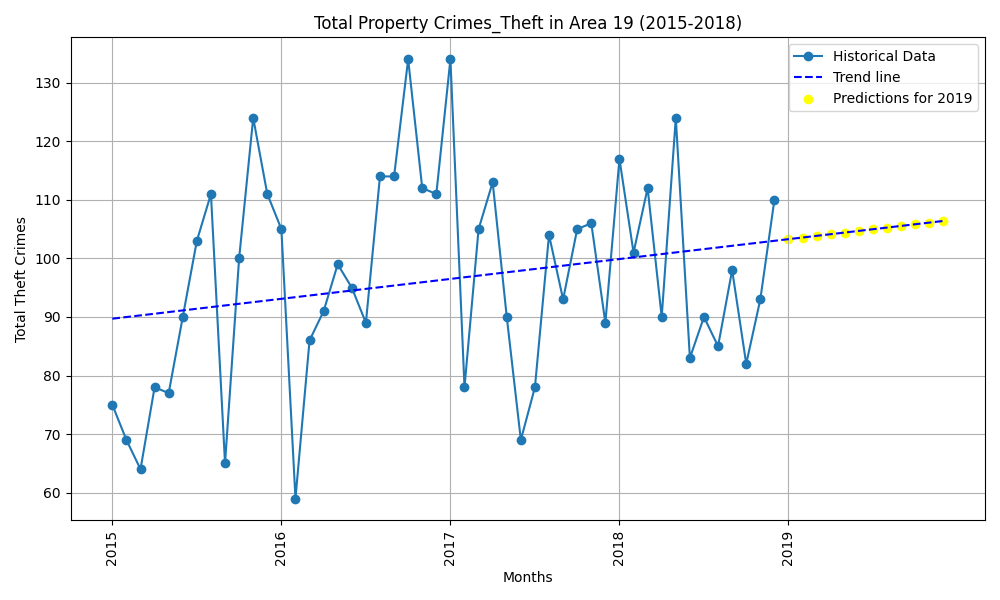 Total Property Crimes_Theft in Area 19 (2015-2018)
Historical Data
Trend line
Predictions for 2019
Total Theft Crimes
130
120
110
100
90
80
70
60
2015
2016
2017
2018
2019
Months